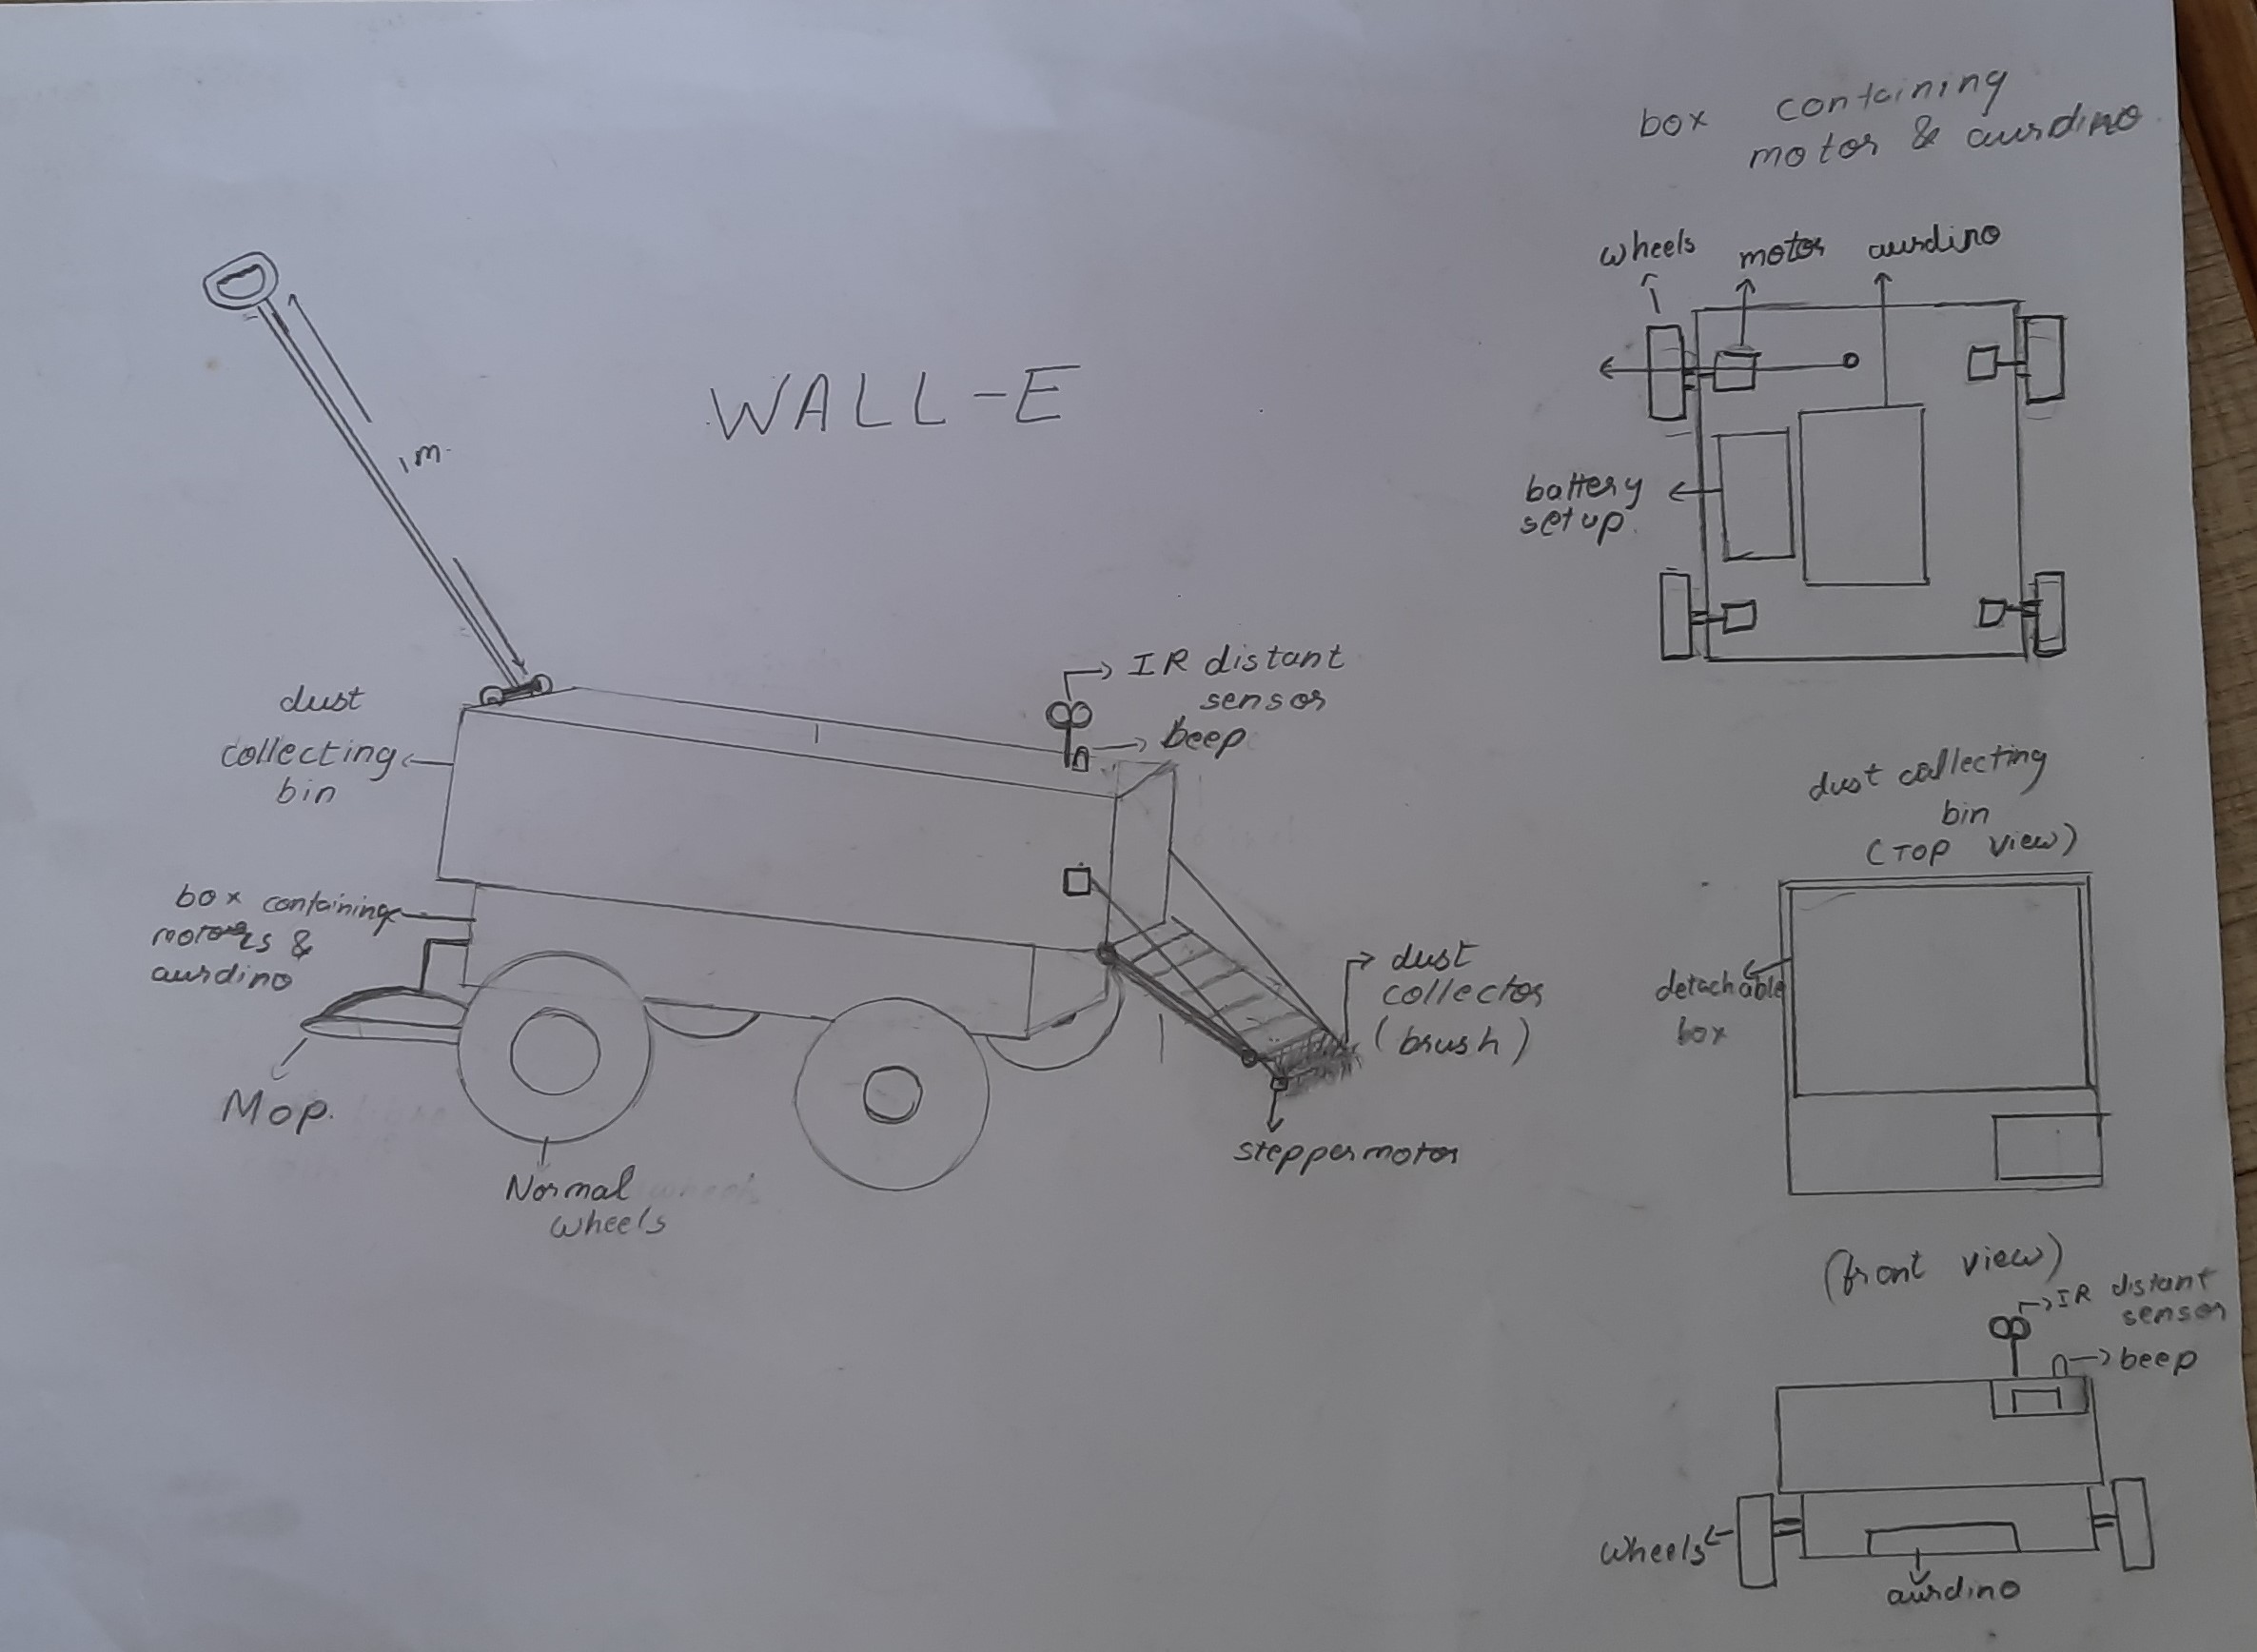 WALL-E
1m.
IR distant
sensor
beep
dust
collecting
bin
box containing
motors &
aurdino
Mop.
Normal
wheels
dust
collector
(brush)
steppermotor
box containing
motor & aurdino
wheels motor aurdino
battery
setup.
dust collecting
bin
(TOP view)
detachable
box
(front view)
IR distant
sensor
beep
wheels
aurdino